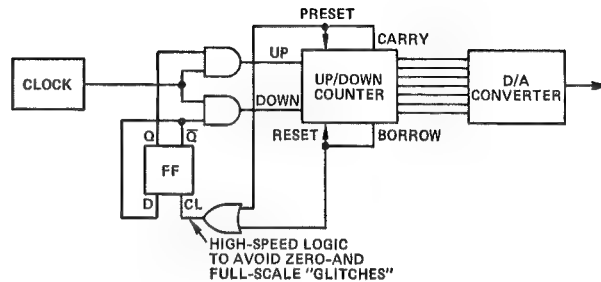 PRESET
CARRY
UP
CLOCK
UP/DOWN
COUNTER
D/A
CONVERTER
DOWN
RESET
BORROW
Q
Q̅
FF
D
CL
HIGH-SPEED LOGIC
TO AVOID ZERO-AND
FULL-SCALE "GLITCHES"